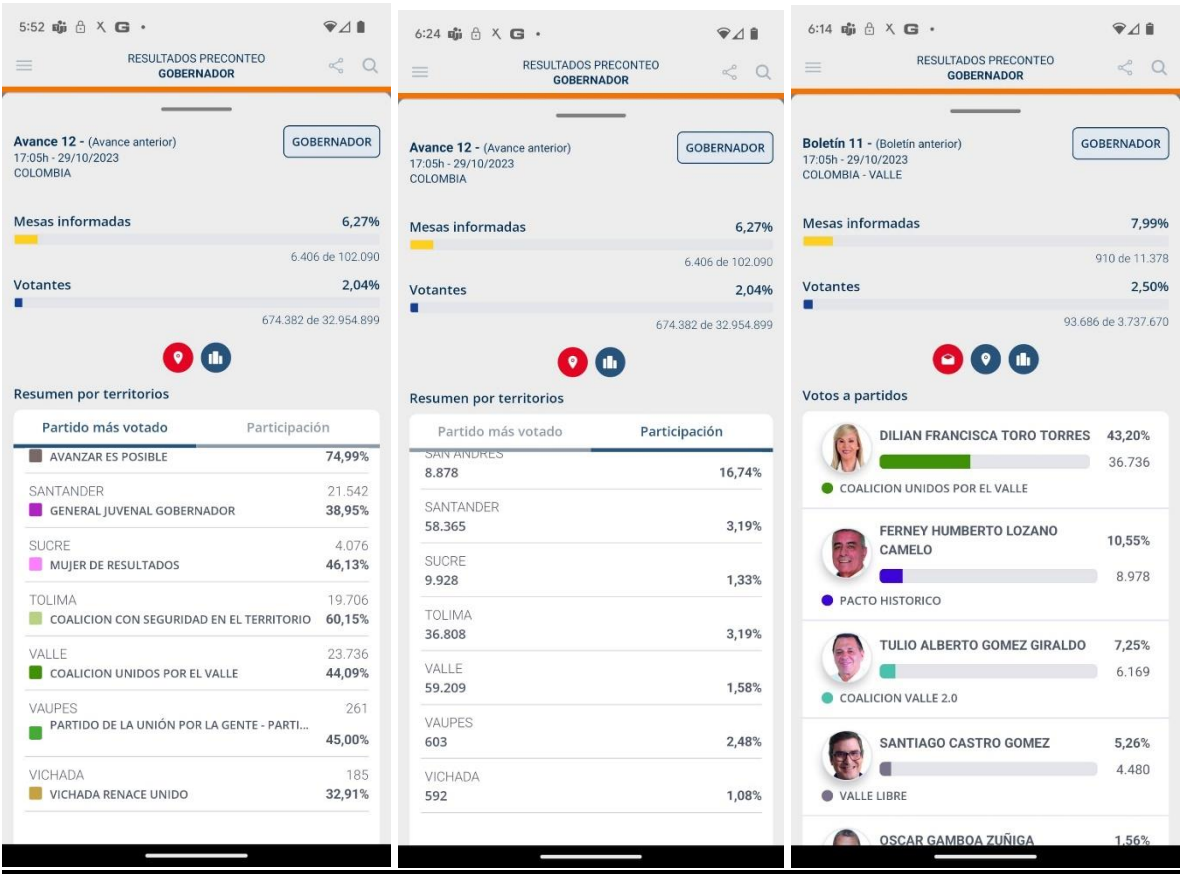 5:52
RESULTADOS PRECONTEO
GOBERNADOR
Avance 12 - (Avance anterior)
17:05h - 29/10/2023
COLOMBIA
GOBERNADOR
Mesas informadas 6,27%
6.406 de 102.090
Votantes 2,04%
674.382 de 32.954.899
Resumen por territorios
Partido más votado Participación
AVANZAR ES POSIBLE 74,99%
SANTANDER 21.542
GENERAL JUVENAL GOBERNADOR 38,95%
SUCRE 4.076
MUJER DE RESULTADOS 46,13%
TOLIMA 19.706
COALICION CON SEGURIDAD EN EL TERRITORIO 60,15%
VALLE 23.736
COALICION UNIDOS POR EL VALLE 44,09%
VAUPES 261
PARTIDO DE LA UNIÓN POR LA GENTE - PARTI...
45,00%
VICHADA 185
VICHADA RENACE UNIDO 32,91%
6:24
RESULTADOS PRECONTEO
GOBERNADOR
Avance 12 - (Avance anterior)
17:05h - 29/10/2023
COLOMBIA
GOBERNADOR
Mesas informadas 6,27%
6.406 de 102.090
Votantes 2,04%
674.382 de 32.954.899
Resumen por territorios
Partido más votado Participación
SAN ANDRES
8.878 16,74%
SANTANDER
58.365 3,19%
SUCRE
9.928 1,33%
TOLIMA
36.808 3,19%
VALLE
59.209 1,58%
VAUPES
603 2,48%
VICHADA
592 1,08%
6:14
RESULTADOS PRECONTEO
GOBERNADOR
Boletín 11 - (Boletín anterior)
17:05h - 29/10/2023
COLOMBIA - VALLE
GOBERNADOR
Mesas informadas 7,99%
910 de 11.378
Votantes 2,50%
93.686 de 3.737.670
Votos a partidos
DILIAN FRANCISCA TORO TORRES 43,20%
36.736
COALICION UNIDOS POR EL VALLE
FERNEY HUMBERTO LOZANO
CAMELO 10,55%
8.978
PACTO HISTORICO
TULIO ALBERTO GOMEZ GIRALDO 7,25%
6.169
COALICION VALLE 2.0
SANTIAGO CASTRO GOMEZ 5,26%
4.480
VALLE LIBRE
OSCAR GAMBOA ZUÑIGA 1,56%